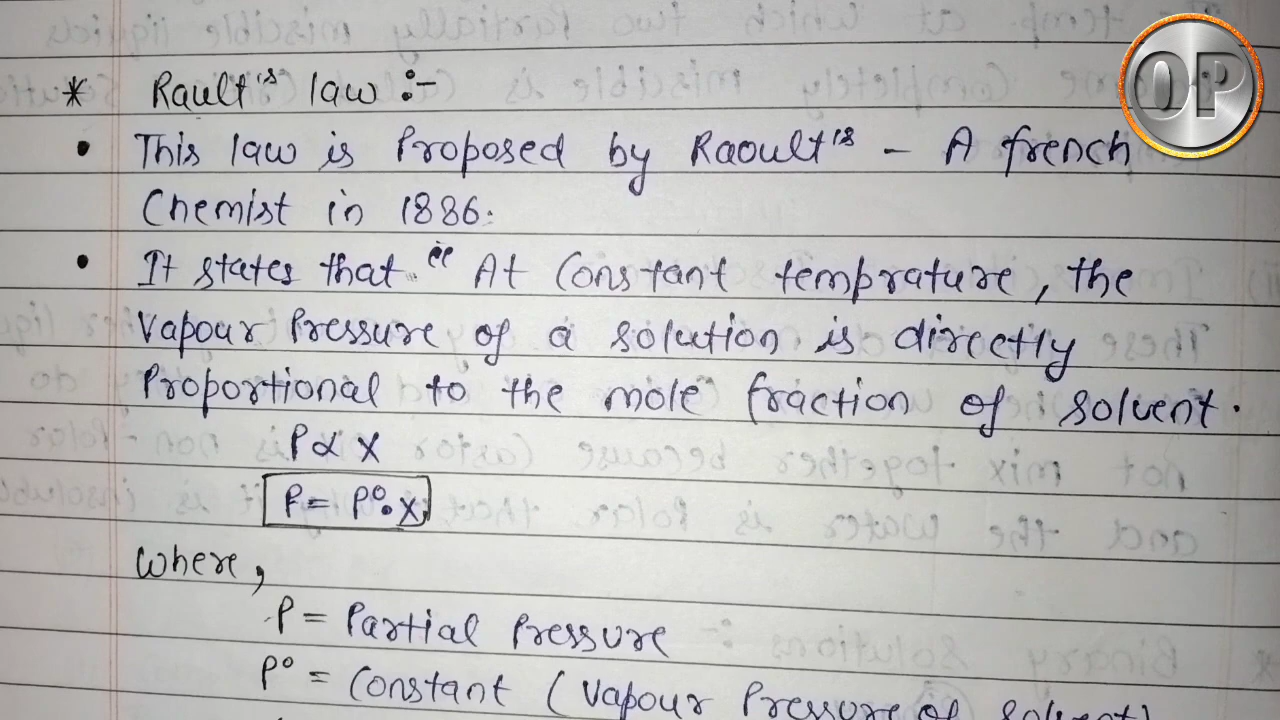 OP
* Rault's law :-
• This law is Proposed by Raoult's - A french
Chemist in 1886.
• It states that " At Constant temprature, the
Vapour Pressure of a solution is directly
Proportional to the mole fraction of solvent.
P ∝ X
P = P°.X
Where,
P = Partial Pressure
P° = Constant (Vapour Pressure of solvent)